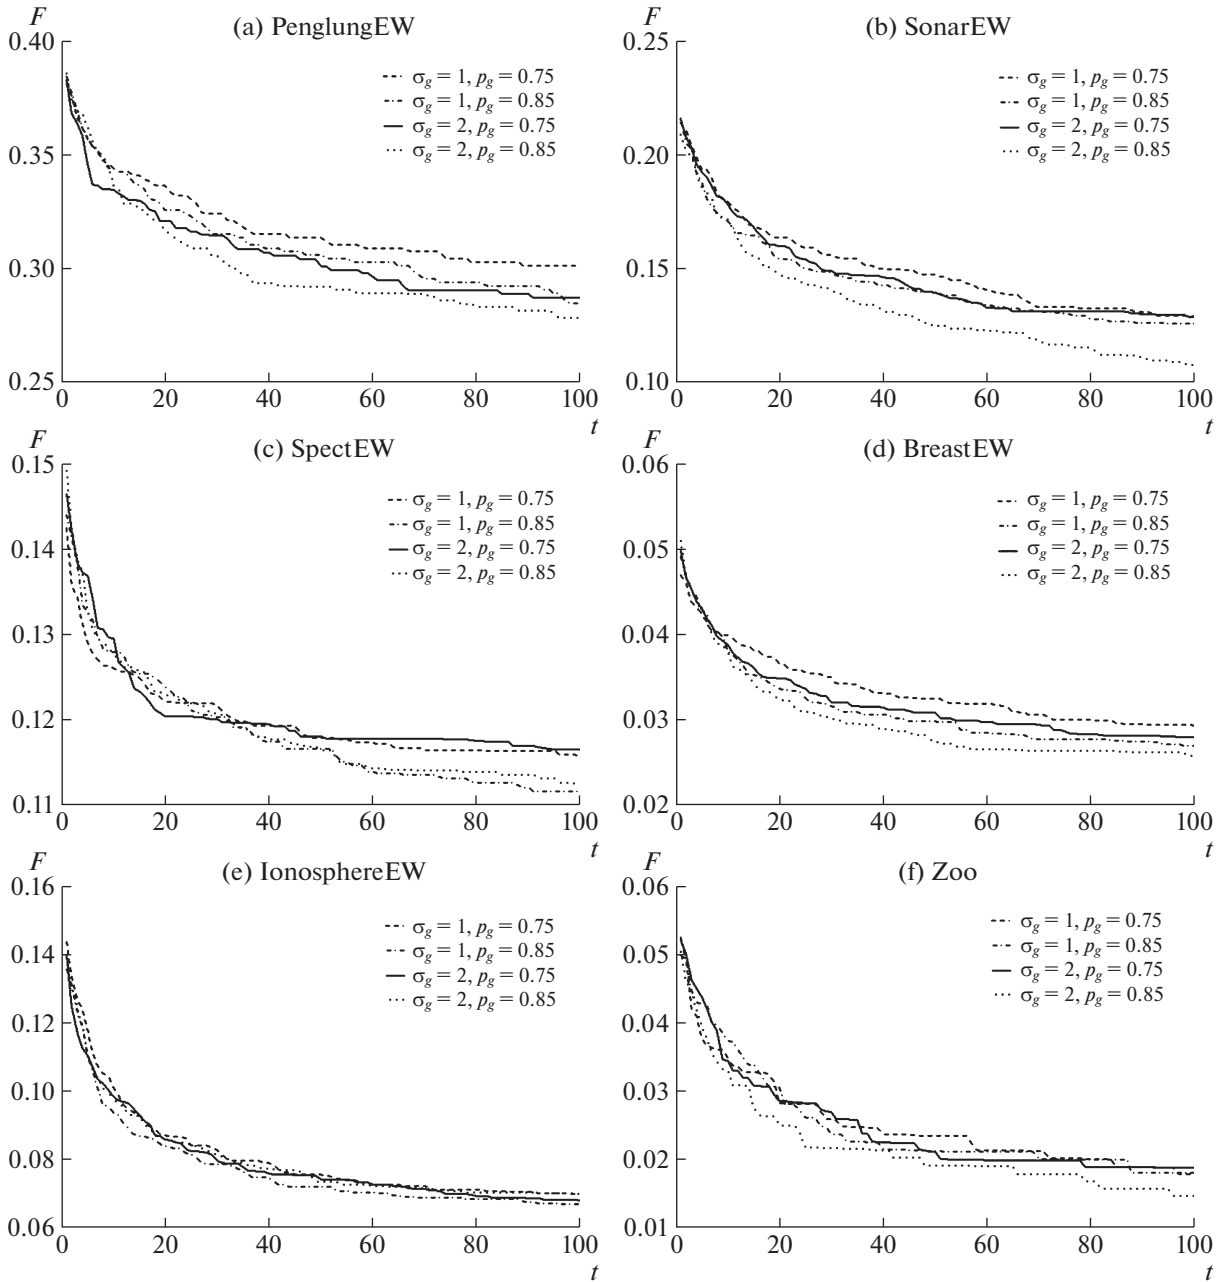 F
(a) PenglungEW
0.40
0.35
0.30
0.25
σg = 1, pg = 0.75
σg = 1, pg = 0.85
σg = 2, pg = 0.75
σg = 2, pg = 0.85
0 20 40 60 80 100
t
F
(b) SonarEW
0.25
0.20
0.15
0.10
σg = 1, pg = 0.75
σg = 1, pg = 0.85
σg = 2, pg = 0.75
σg = 2, pg = 0.85
0 20 40 60 80 100
t
F
(c) SpectEW
0.15
0.14
0.13
0.12
0.11
σg = 1, pg = 0.75
σg = 1, pg = 0.85
σg = 2, pg = 0.75
σg = 2, pg = 0.85
0 20 40 60 80 100
t
F
(d) BreastEW
0.06
0.05
0.04
0.03
0.02
σg = 1, pg = 0.75
σg = 1, pg = 0.85
σg = 2, pg = 0.75
σg = 2, pg = 0.85
0 20 40 60 80 100
t
F
(e) IonosphereEW
0.16
0.14
0.12
0.10
0.08
0.06
σg = 1, pg = 0.75
σg = 1, pg = 0.85
σg = 2, pg = 0.75
σg = 2, pg = 0.85
0 20 40 60 80 100
t
F
(f) Zoo
0.06
0.05
0.04
0.03
0.02
0.01
σg = 1, pg = 0.75
σg = 1, pg = 0.85
σg = 2, pg = 0.75
σg = 2, pg = 0.85
0 20 40 60 80 100
t